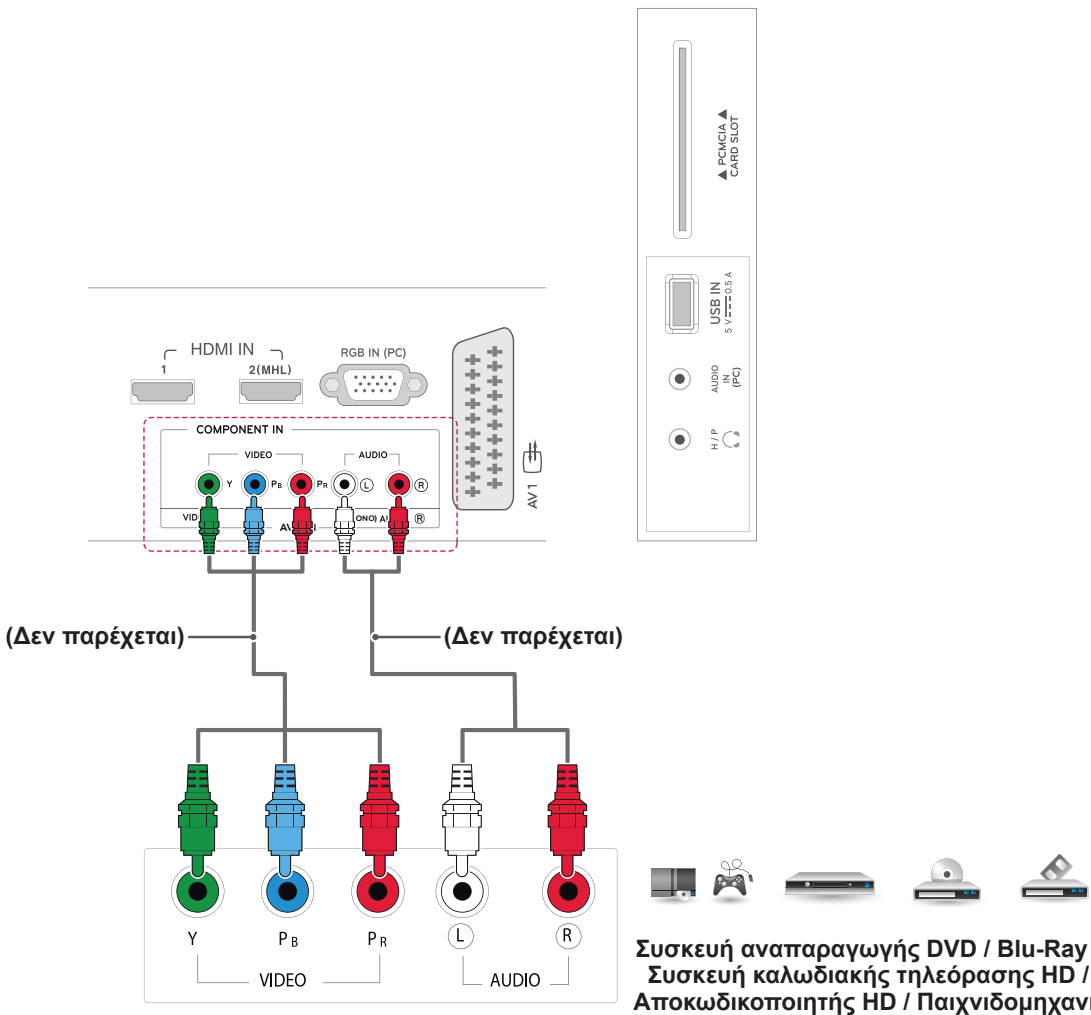 ▲ PCMCIA ▲
CARD SLOT
USB IN
5 V 0.5 A
AUDIO
IN
(PC)
H / P
HDMI IN
1
2(MHL)
RGB IN (PC)
AV 1
COMPONENT IN
VIDEO
AUDIO
Y
PB
PR
L
R
R
(Δεν παρέχεται)
(Δεν παρέχεται)
Y
PB
PR
L
R
VIDEO
AUDIO
Συσκευή αναπαραγωγής DVD / Blu-Ray
Συσκευή καλωδιακής τηλεόρασης HD /
Αποκωδικοποιητής HD /